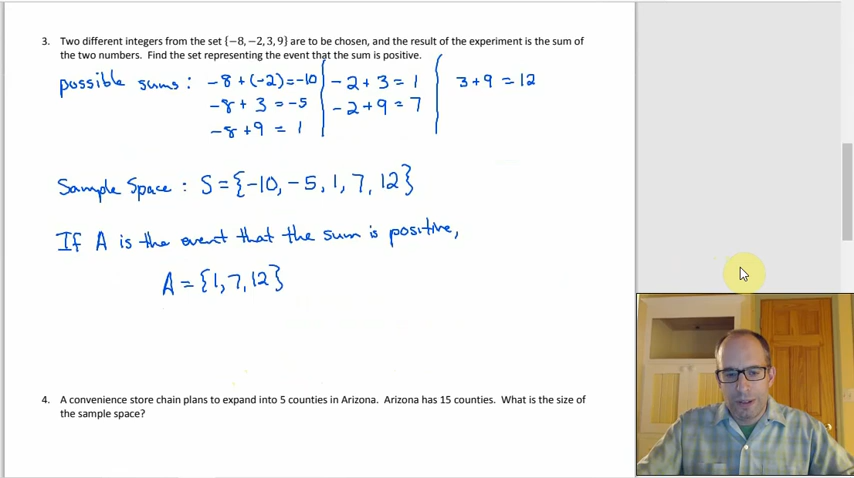 3. Two different integers from the set {−8, −2, 3, 9} are to be chosen, and the result of the experiment is the sum of
the two numbers. Find the set representing the event that the sum is positive.
possible sums: -8 + (-2) = -10 | -2 + 3 = 1 | 3 + 9 = 12
-8 + 3 = -5 | -2 + 9 = 7
-8 + 9 = 1
Sample Space: S = {-10, -5, 1, 7, 12}
If A is the event that the sum is positive,
A = {1, 7, 12}
4. A convenience store chain plans to expand into 5 counties in Arizona. Arizona has 15 counties. What is the size of
the sample space?